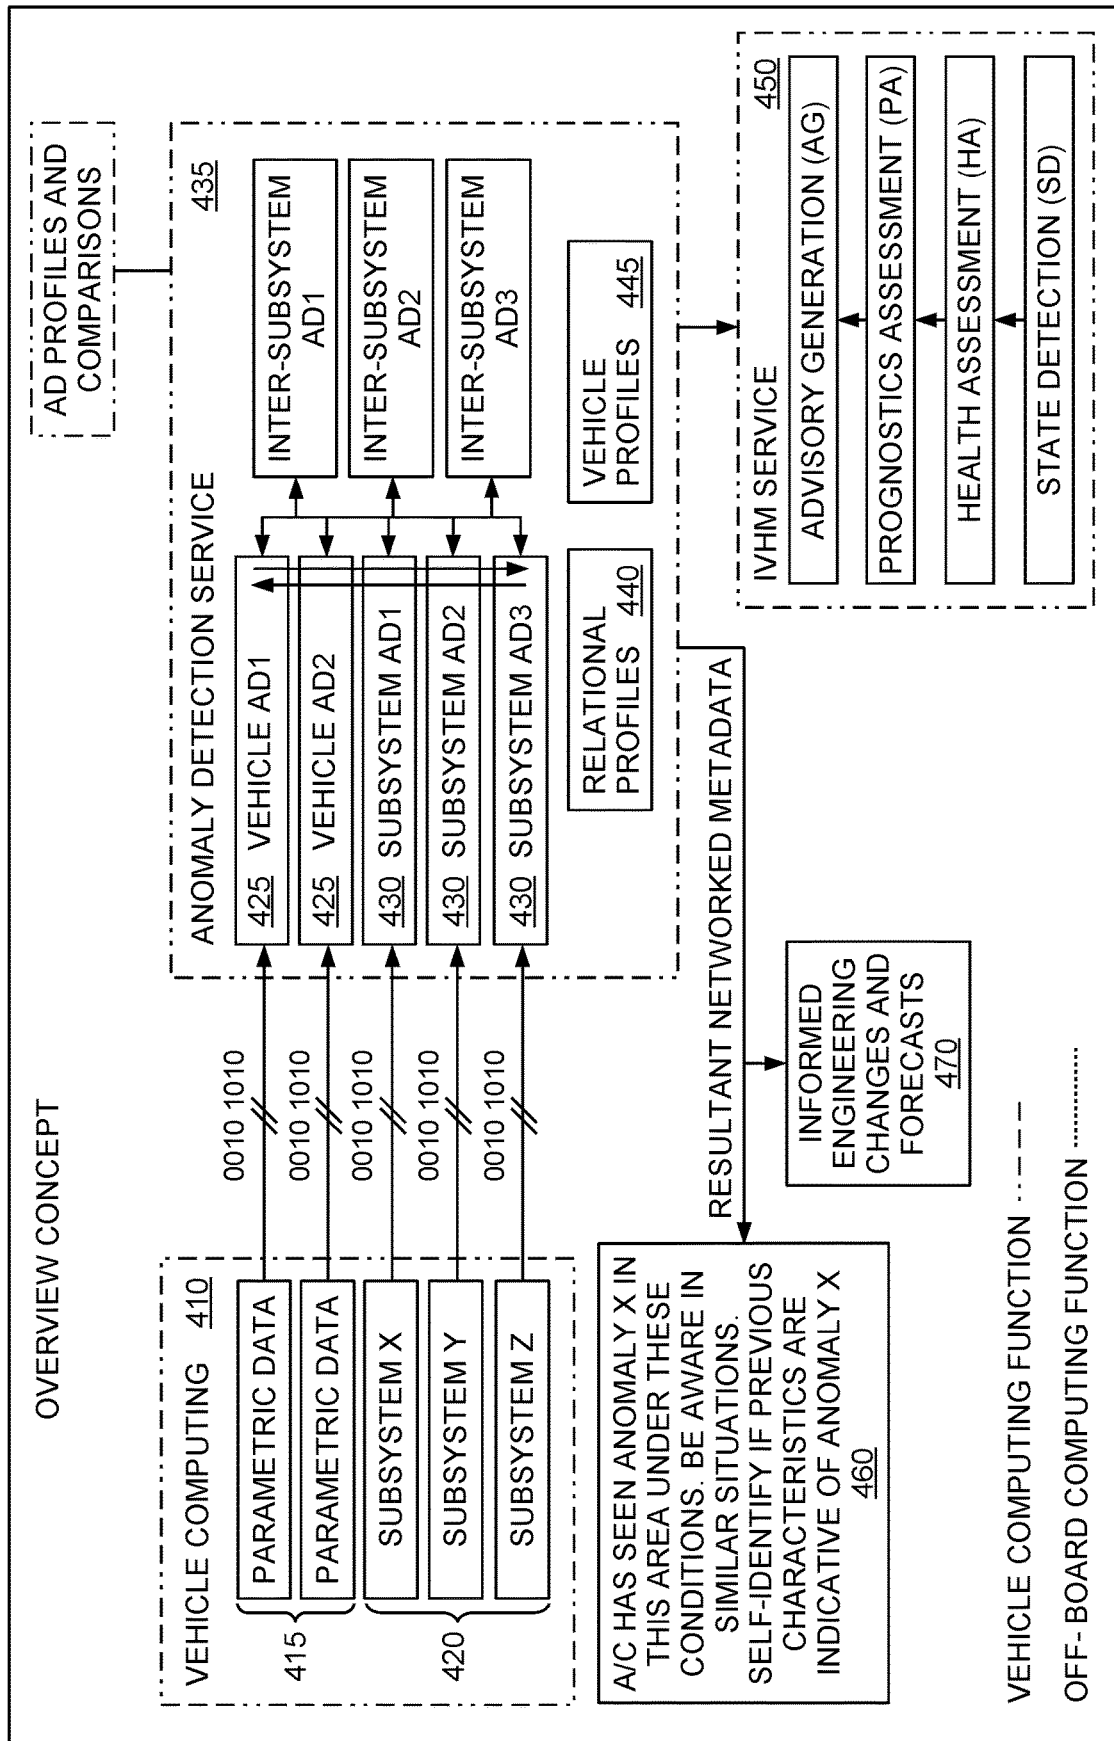 OVERVIEW CONCEPT
AD PROFILES AND
COMPARISONS
VEHICLE COMPUTING 410
PARAMETRIC DATA
PARAMETRIC DATA
SUBSYSTEM X
SUBSYSTEM Y
SUBSYSTEM Z
415
420
0010 1010
0010 1010
0010 1010
0010 1010
0010 1010
ANOMALY DETECTION SERVICE
435
425 VEHICLE AD1
425 VEHICLE AD2
430 SUBSYSTEM AD1
430 SUBSYSTEM AD2
430 SUBSYSTEM AD3
INTER-SUBSYSTEM
AD1
INTER-SUBSYSTEM
AD2
INTER-SUBSYSTEM
AD3
RELATIONAL
PROFILES 440
VEHICLE
PROFILES 445
RESULTANT NETWORKED METADATA
A/C HAS SEEN ANOMALY X IN
THIS AREA UNDER THESE
CONDITIONS. BE AWARE IN
SIMILAR SITUATIONS.
SELF-IDENTIFY IF PREVIOUS
CHARACTERISTICS ARE
INDICATIVE OF ANOMALY X
460
INFORMED
ENGINEERING
CHANGES AND
FORECASTS
470
IVHM SERVICE
450
ADVISORY GENERATION (AG)
PROGNOSTICS ASSESSMENT (PA)
HEALTH ASSESSMENT (HA)
STATE DETECTION (SD)
VEHICLE COMPUTING FUNCTION
OFF- BOARD COMPUTING FUNCTION